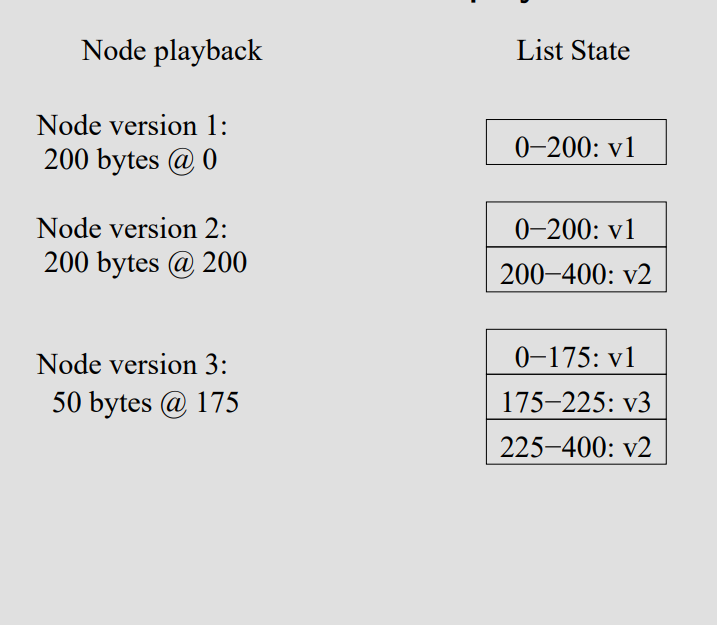 Node playback
List State
Node version 1:
200 bytes @ 0
0−200: v1
Node version 2:
200 bytes @ 200
0−200: v1
200−400: v2
Node version 3:
50 bytes @ 175
0−175: v1
175−225: v3
225−400: v2